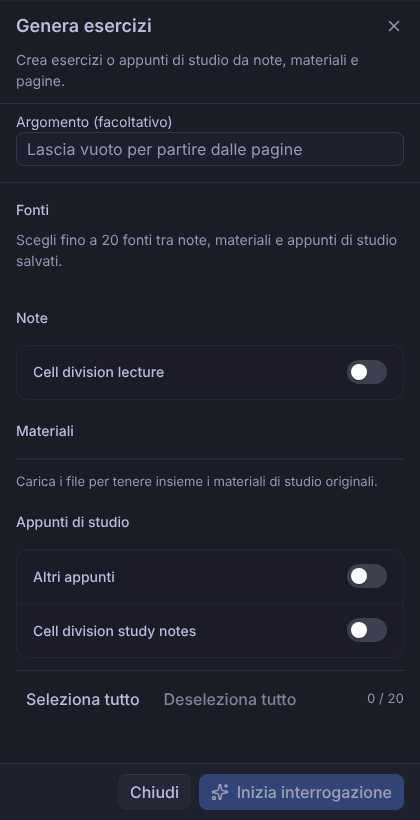 Genera esercizi
Crea esercizi o appunti di studio da note, materiali e
pagine.
Argomento (facoltativo)
Lascia vuoto per partire dalle pagine
Fonti
Scegli fino a 20 fonti tra note, materiali e appunti di studio
salvati.
Note
Cell division lecture
Materiali
Carica i file per tenere insieme i materiali di studio originali.
Appunti di studio
Altri appunti
Cell division study notes
Seleziona tutto Deseleziona tutto 0 / 20
Chiudi Inizia interrogazione